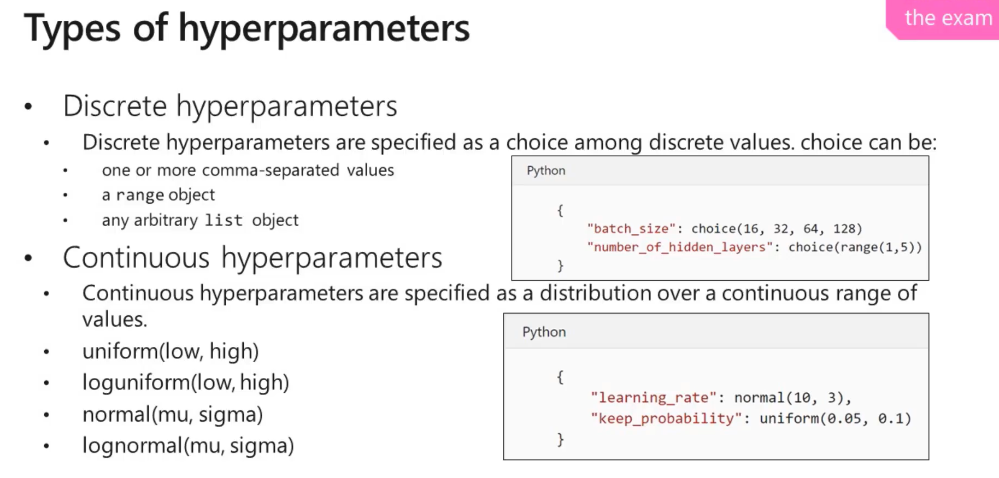 Types of hyperparameters
the exam
• Discrete hyperparameters
• Discrete hyperparameters are specified as a choice among discrete values. choice can be:
• one or more comma-separated values
• a range object
• any arbitrary list object
Python
{
"batch_size": choice(16, 32, 64, 128)
"number_of_hidden_layers": choice(range(1,5))
}
• Continuous hyperparameters
• Continuous hyperparameters are specified as a distribution over a continuous range of
values.
• uniform(low, high)
• loguniform(low, high)
• normal(mu, sigma)
• lognormal(mu, sigma)
Python
{
"learning_rate": normal(10, 3),
"keep_probability": uniform(0.05, 0.1)
}